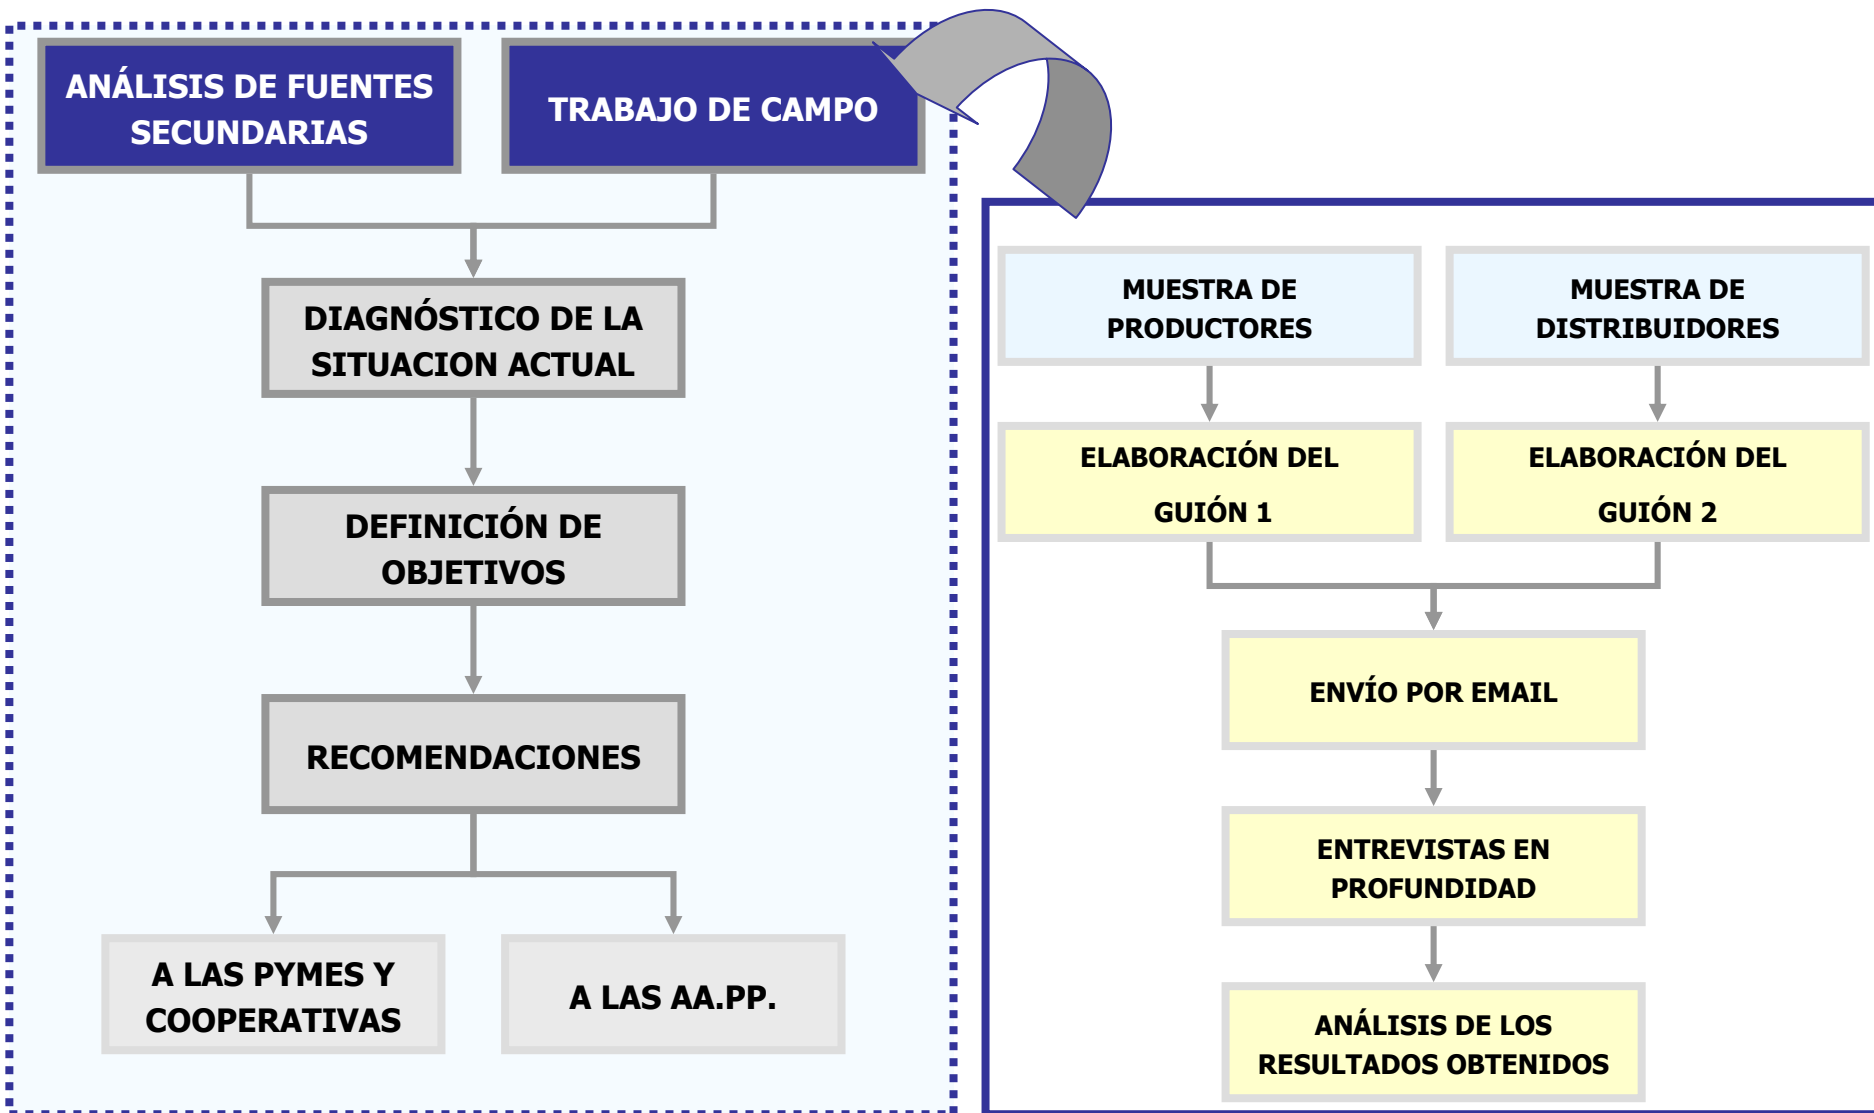 ANÁLISIS DE FUENTES
SECUNDARIAS
TRABAJO DE CAMPO
DIAGNÓSTICO DE LA
SITUACION ACTUAL
DEFINICIÓN DE
OBJETIVOS
RECOMENDACIONES
A LAS PYMES Y
COOPERATIVAS
A LAS AA.PP.
MUESTRA DE
PRODUCTORES
MUESTRA DE
DISTRIBUIDORES
ELABORACIÓN DEL
GUIÓN 1
ELABORACIÓN DEL
GUIÓN 2
ENVÍO POR EMAIL
ENTREVISTAS EN
PROFUNDIDAD
ANÁLISIS DE LOS
RESULTADOS OBTENIDOS